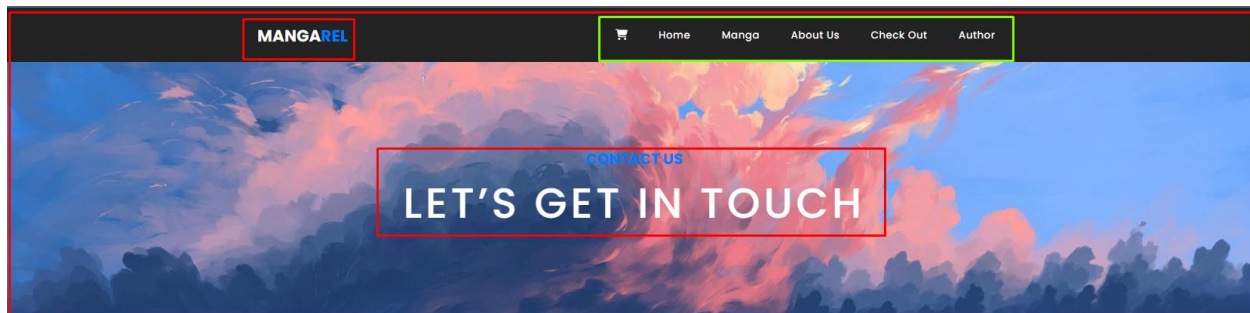 MANGAREL
Home Manga About Us Check Out Author
CONTACT US
LET'S GET IN TOUCH